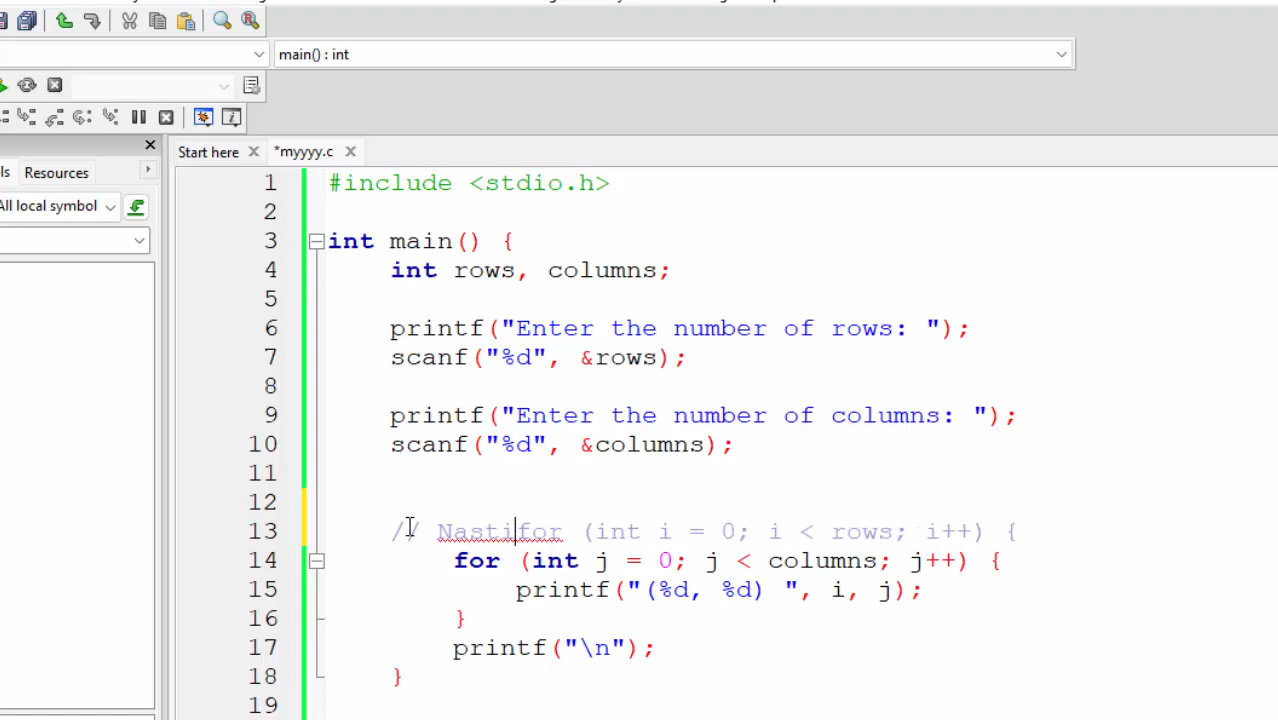 main() : int
Start here
*myyyy.c
Resources
All local symbol
1 #include <stdio.h>
2
3 int main() {
4 int rows, columns;
5
6 printf("Enter the number of rows: ");
7 scanf("%d", &rows);
8
9 printf("Enter the number of columns: ");
10 scanf("%d", &columns);
11
12
13 // Nastifor (int i = 0; i < rows; i++) {
14 for (int j = 0; j < columns; j++) {
15 printf("(%d, %d) ", i, j);
16 }
17 printf("\n");
18 }
19